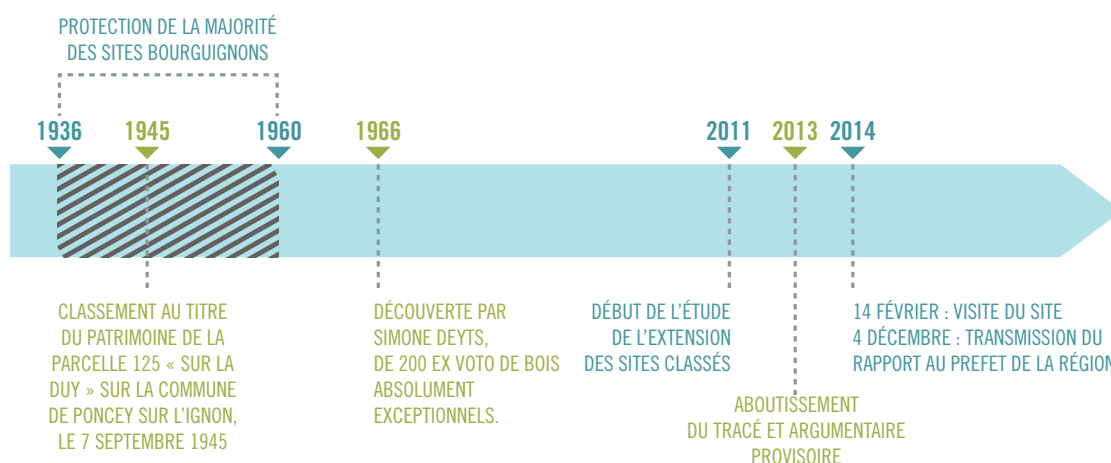 PROTECTION DE LA MAJORITÉ
DES SITES BOURGUIGNONS
1936
1945
1960
1966
2011
2013
2014
CLASSEMENT AU TITRE
DU PATRIMOINE DE LA
PARCELLE 125 « SUR LA
DUY » SUR LA COMMUNE
DE PONCEY SUR L'IGNON,
LE 7 SEPTEMBRE 1945
DÉCOUVERTE PAR
SIMONE DEYTS,
DE 200 EX VOTO DE BOIS
ABSOLUMENT
EXCEPTIONNELS.
DÉBUT DE L'ÉTUDE
DE L'EXTENSION
DES SITES CLASSÉS
ABOUTISSEMENT
DU TRACÉ ET ARGUMENTAIRE
PROVISOIRE
14 FÉVRIER : VISITE DU SITE
4 DÉCEMBRE : TRANSMISSION DU
RAPPORT AU PREFET DE LA RÉGION